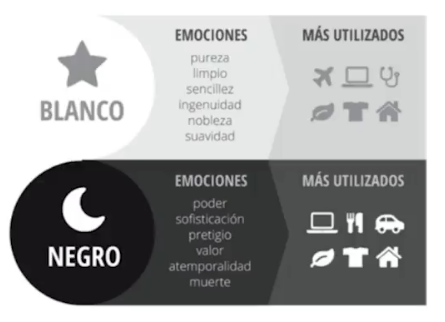 BLANCO
EMOCIONES
pureza
limpio
sencillez
ingenuidad
nobleza
suavidad
MÁS UTILIZADOS
NEGRO
EMOCIONES
poder
sofisticación
pretigio
valor
atemporalidad
muerte
MÁS UTILIZADOS